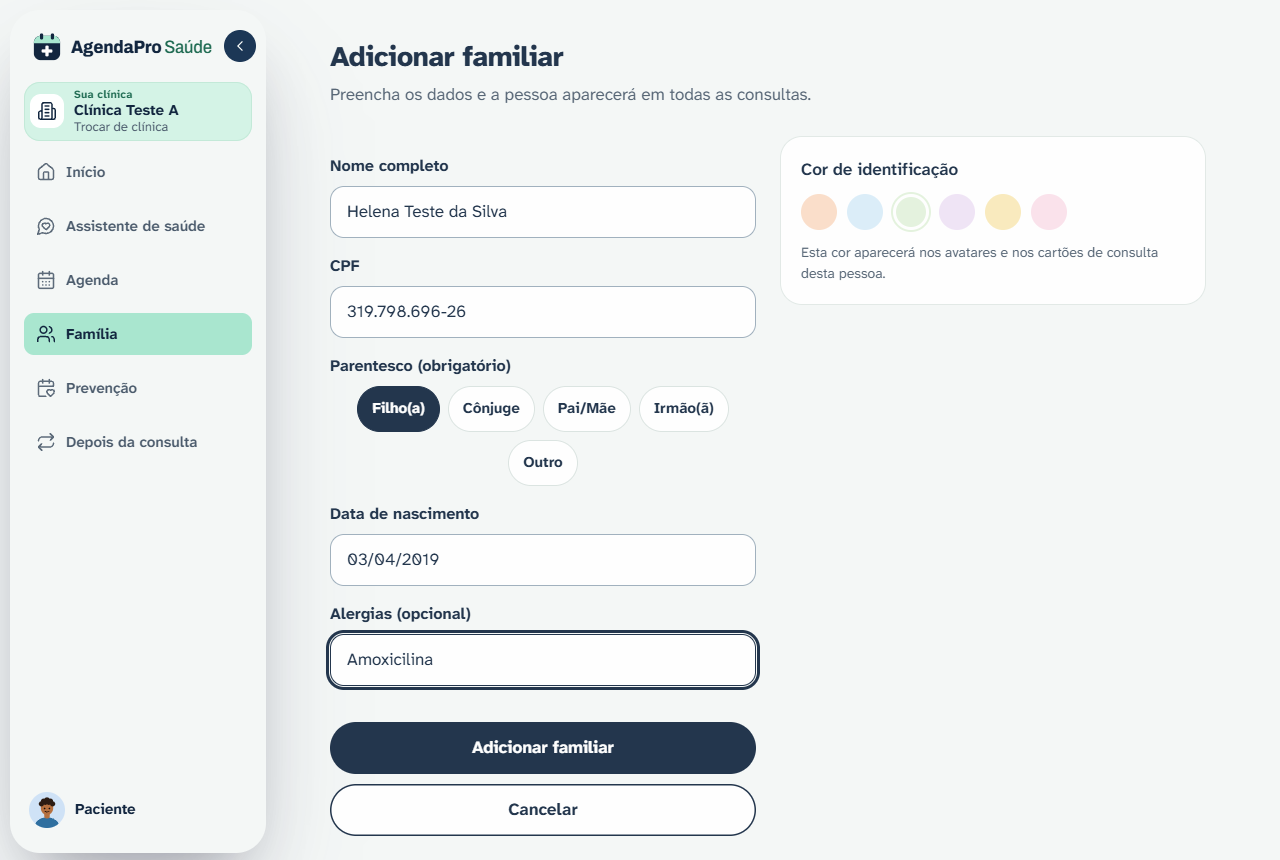 AgendaPro Saúde
Sua clínica
Clínica Teste A
Trocar de clínica
Início
Assistente de saúde
Agenda
Família
Prevenção
Depois da consulta
Paciente
Adicionar familiar
Preencha os dados e a pessoa aparecerá em todas as consultas.
Nome completo
Helena Teste da Silva
CPF
319.798.696-26
Parentesco (obrigatório)
Filho(a) Cônjuge Pai/Mãe Irmão(ã)
Outro
Data de nascimento
03/04/2019
Alergias (opcional)
Amoxicilina
Adicionar familiar
Cancelar
Cor de identificação
Esta cor aparecerá nos avatares e nos cartões de consulta
desta pessoa.